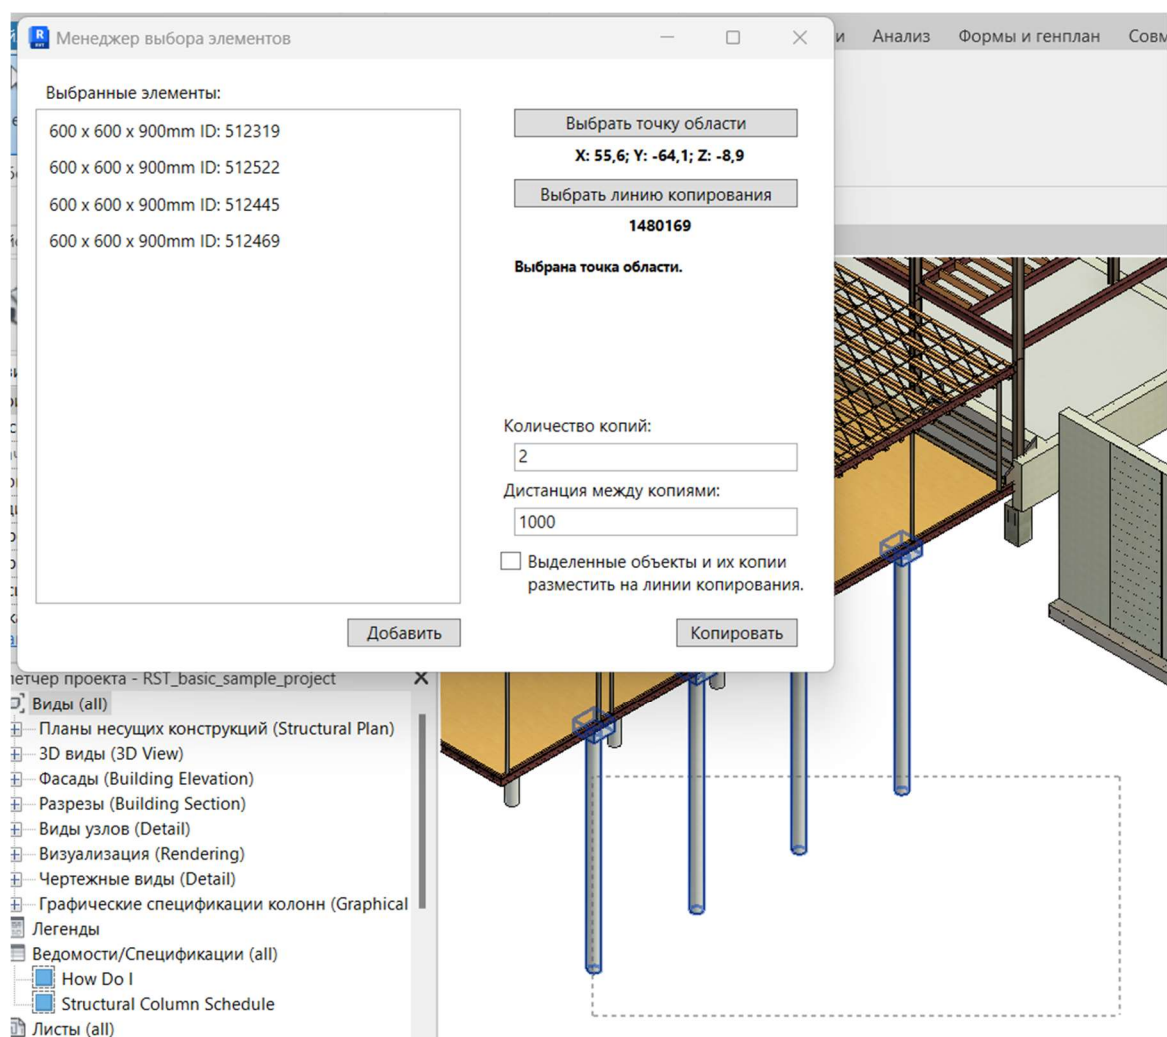 Менеджер выбора элементов
и Анализ Формы и генплан Совм
Выбранные элементы:
600 x 600 x 900mm ID: 512319
600 x 600 x 900mm ID: 512522
600 x 600 x 900mm ID: 512445
600 x 600 x 900mm ID: 512469
Выбрать точку области
X: 55,6; Y: -64,1; Z: -8,9
Выбрать линию копирования
1480169
Выбрана точка области.
Количество копий:
2
Дистанция между копиями:
1000
Выделенные объекты и их копии
разместить на линии копирования.
Добавить
Копировать
петчер проекта - RST_basic_sample_project
Виды (all)
Планы несущих конструкций (Structural Plan)
3D виды (3D View)
Фасады (Building Elevation)
Разрезы (Building Section)
Виды узлов (Detail)
Визуализация (Rendering)
Чертежные виды (Detail)
Графические спецификации колонн (Graphical
Легенды
Ведомости/Спецификации (all)
How Do I
Structural Column Schedule
Листы (all)